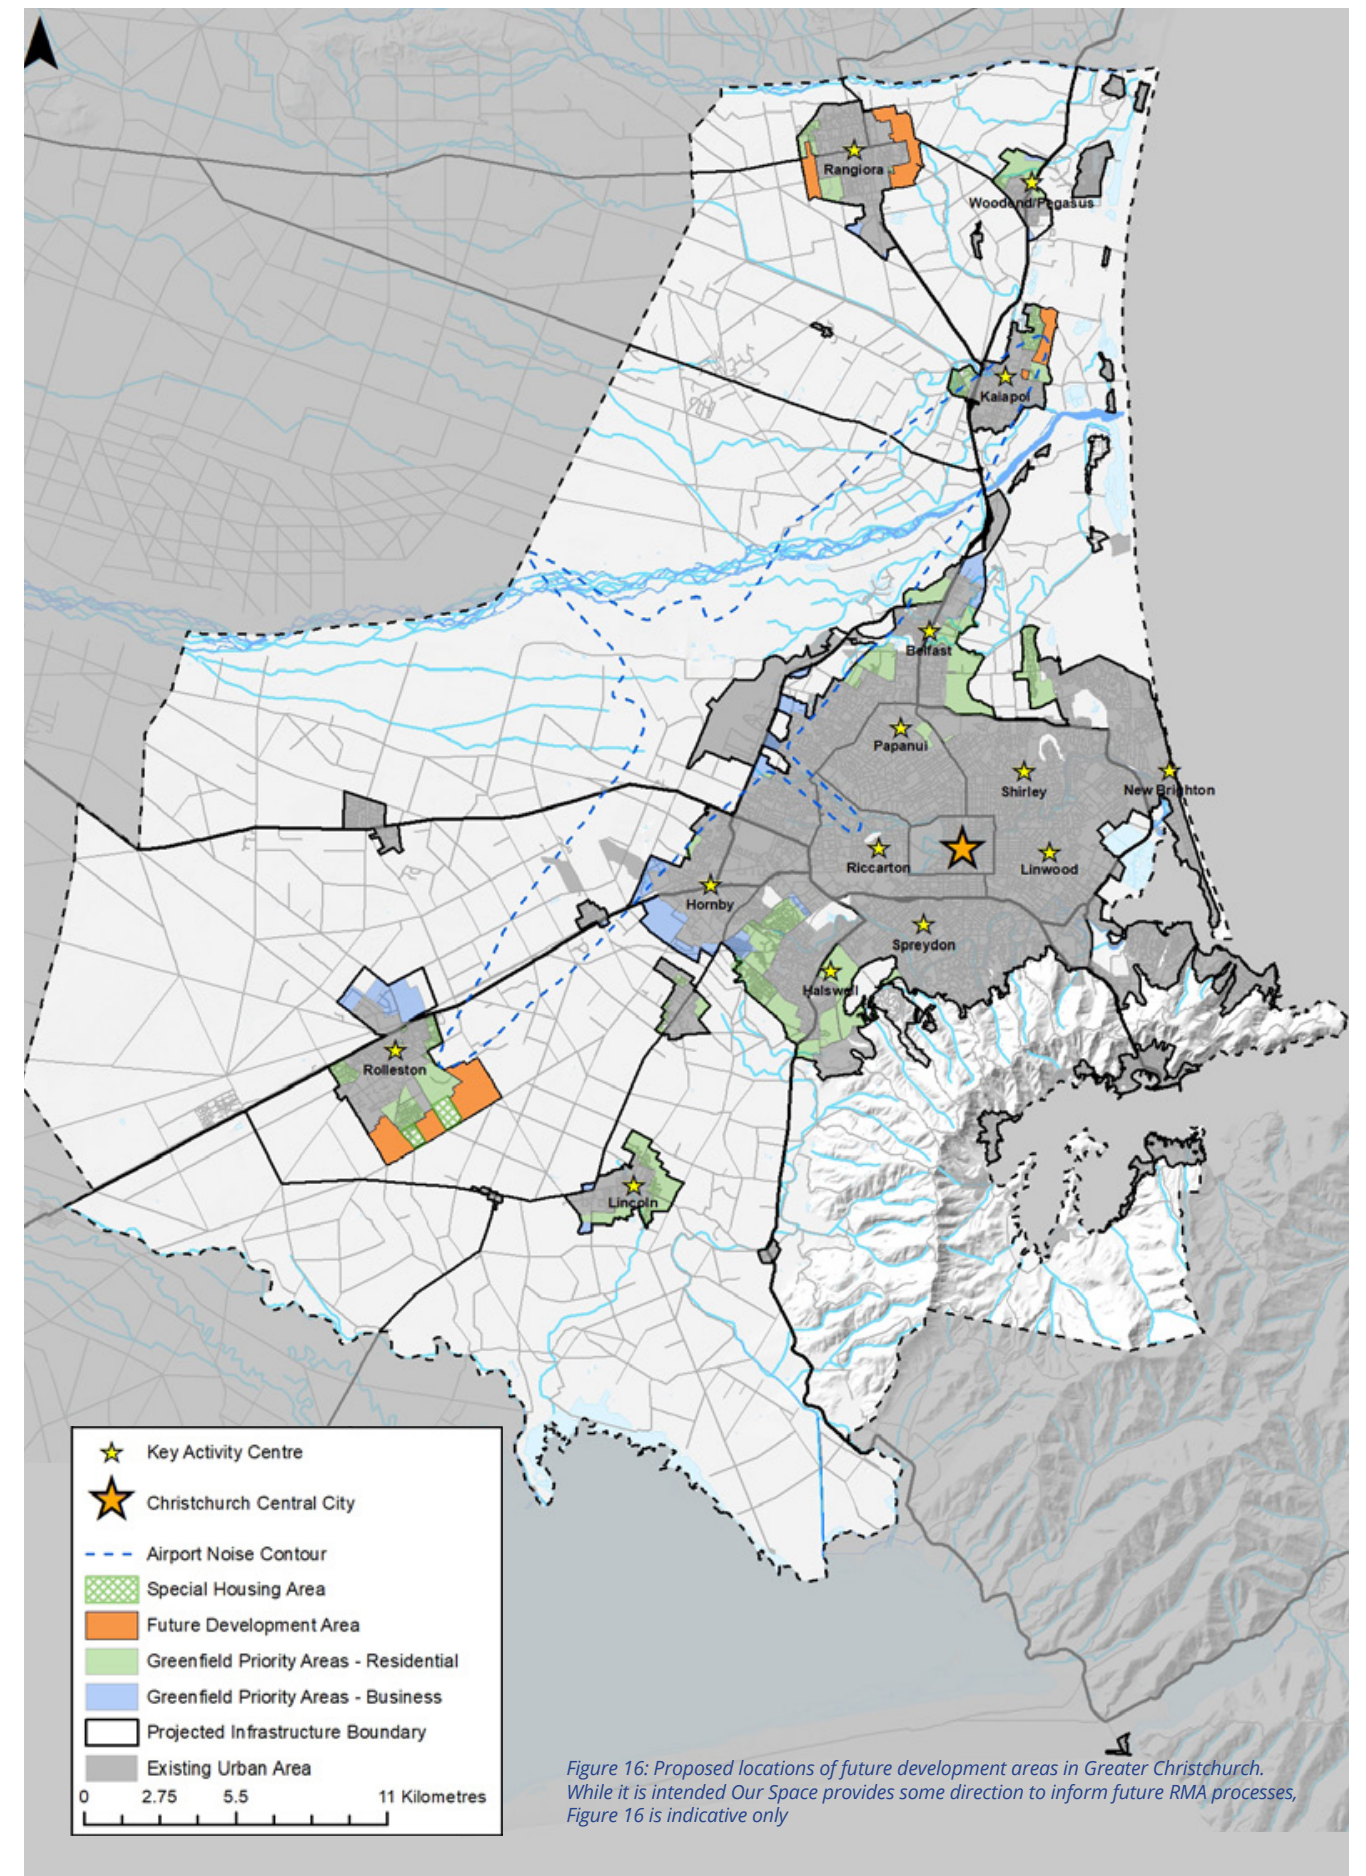 Rangiora
Woodend/Pegasus
Kaiapoi
Belfast
Papanui
Shirley
New Brighton
Riccarton
Linwood
Hornby
Spreydon
Halswell
Rolleston
Lincoln
Key Activity Centre
Christchurch Central City
Airport Noise Contour
Special Housing Area
Future Development Area
Greenfield Priority Areas - Residential
Greenfield Priority Areas - Business
Projected Infrastructure Boundary
Existing Urban Area
0 2.75 5.5 11 Kilometres
Figure 16: Proposed locations of future development areas in Greater Christchurch.
While it is intended Our Space provides some direction to inform future RMA processes,
Figure 16 is indicative only